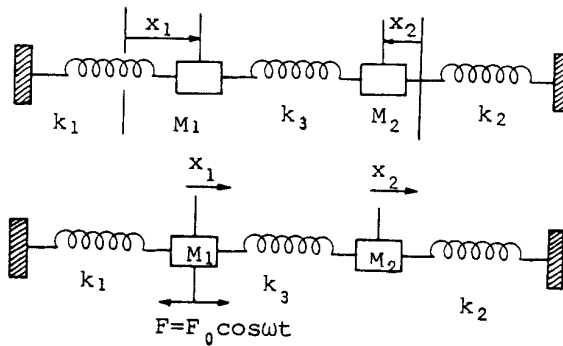 x₁ x₂
k₁ M₁ k₃ M₂ k₂
x₁ x₂
M₁ M₂
k₁ k₃ k₂
F=F₀cosωt